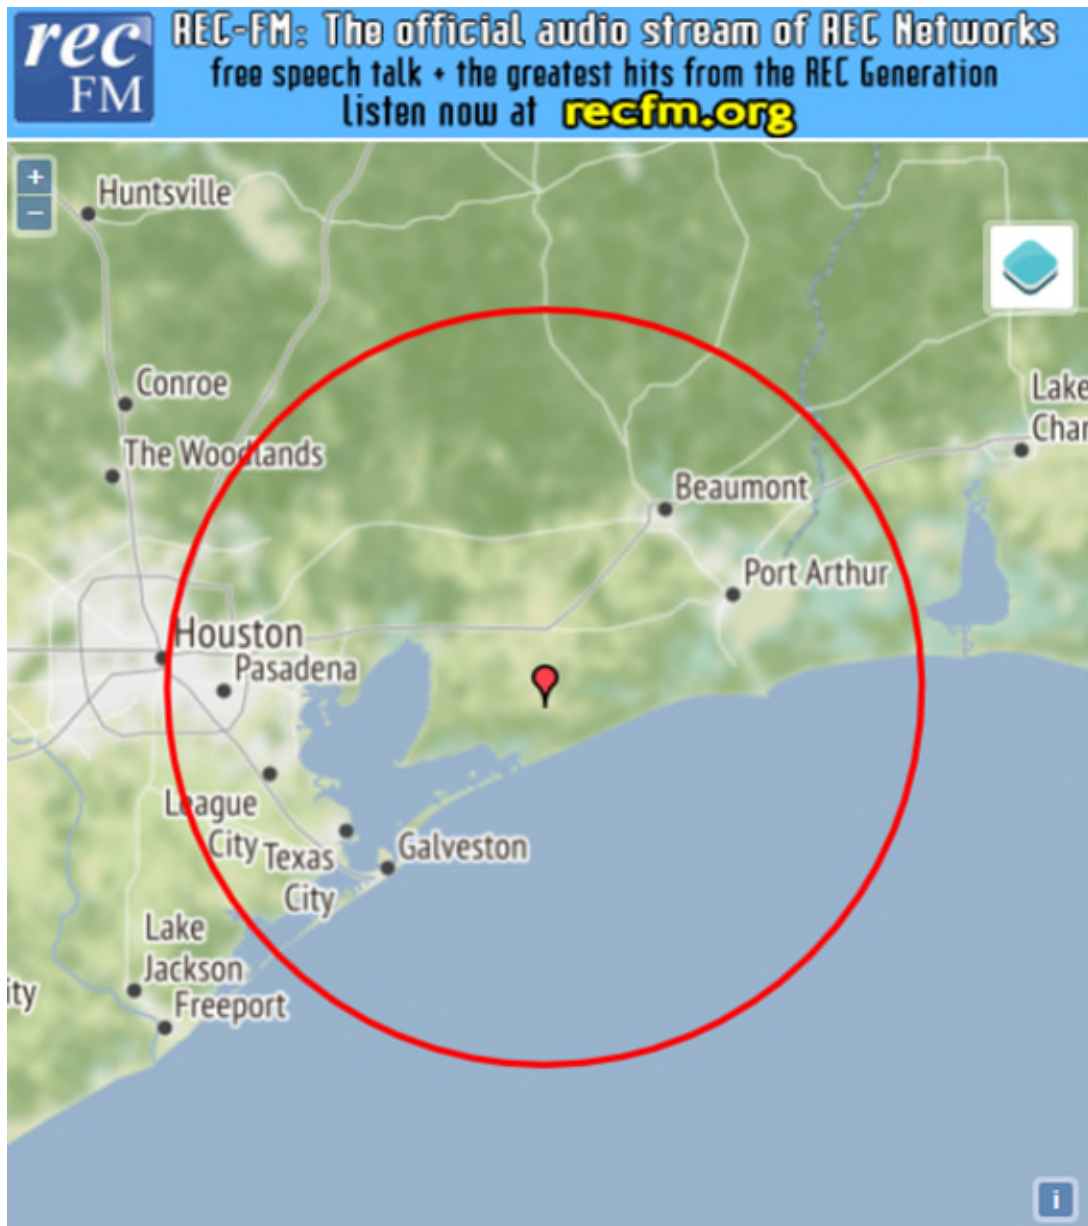 rec
FM
REC-FM: The official audio stream of REC Networks
free speech talk • the greatest hits from the REC Generation
listen now at recfm.org
+
−
Huntsville
Conroe
Lake
Char
The Woodlands
Beaumont
Port Arthur
Houston
Pasadena
League
City
Texas
City
Galveston
Lake
Jackson
ity
Freeport
i